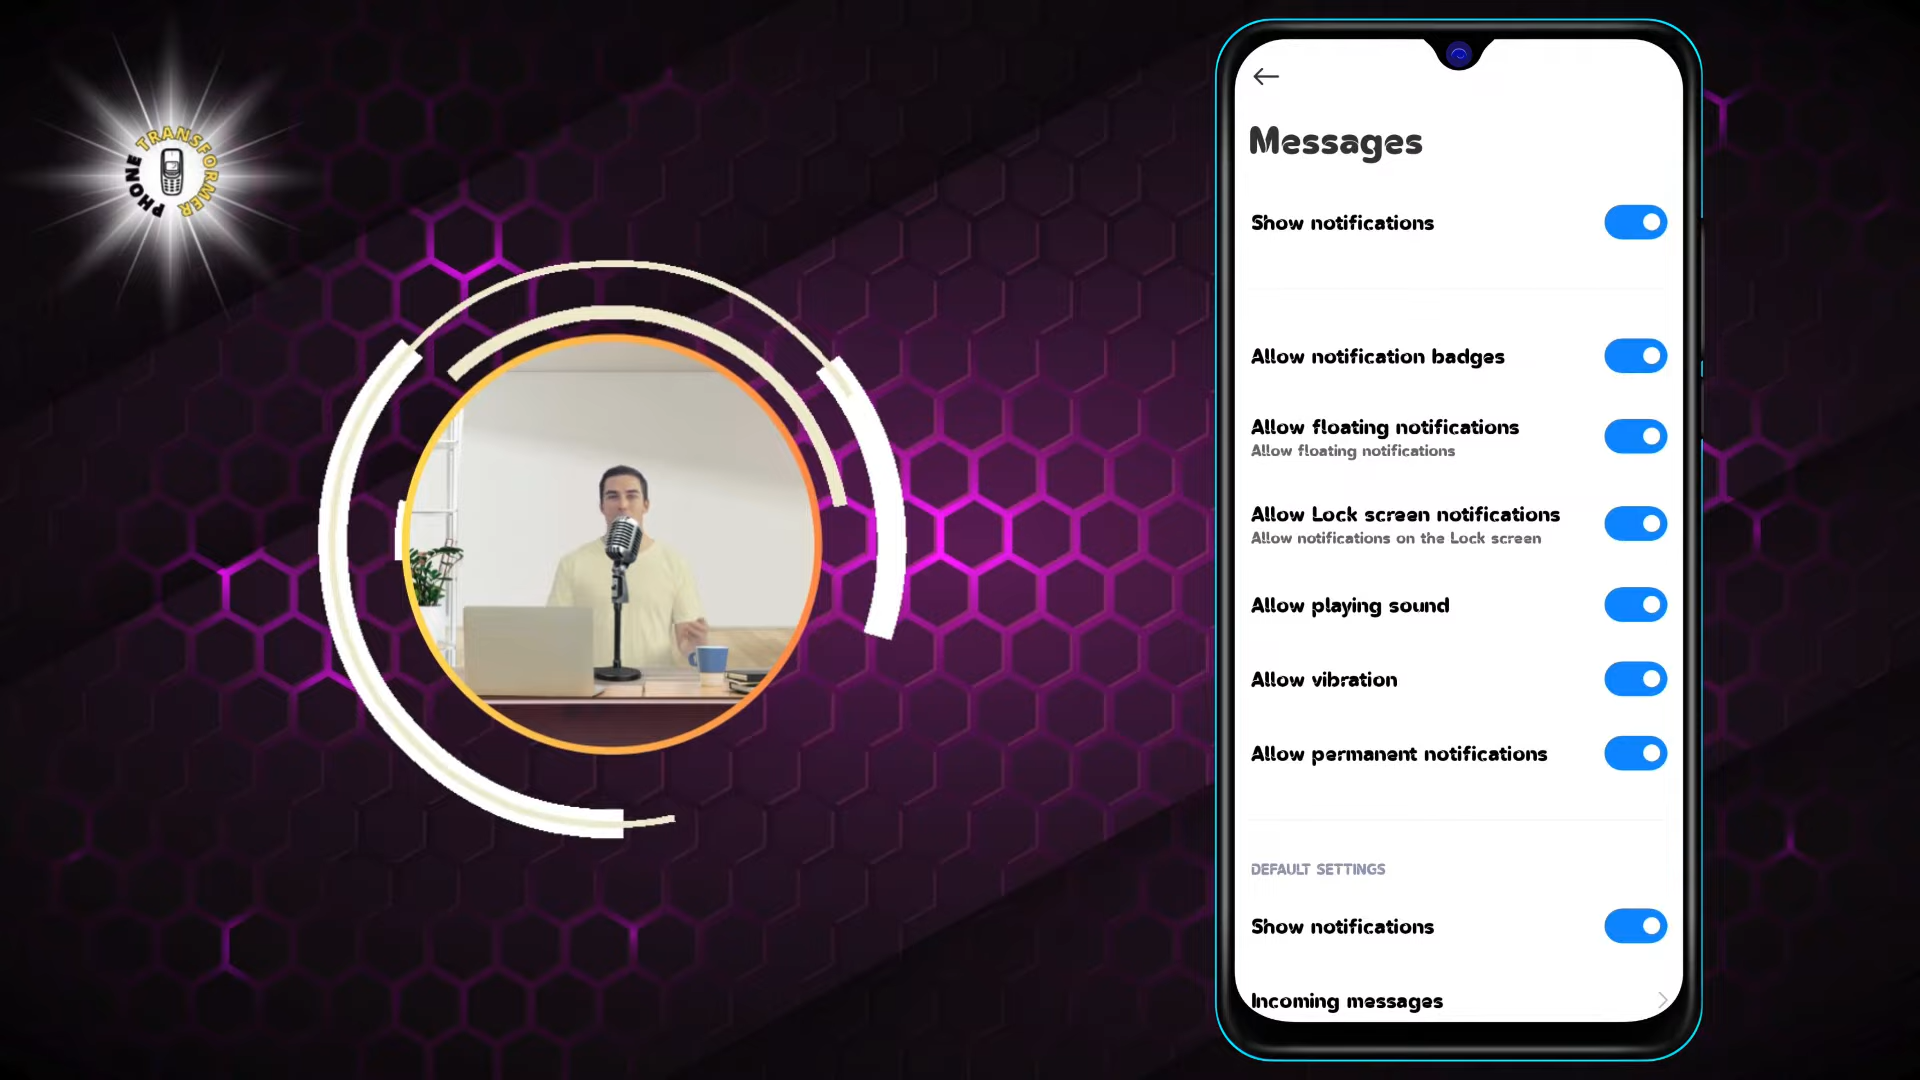 PHONE TRANSFORMER
Messages
Show notifications
Allow notification badges
Allow floating notifications
Allow floating notifications
Allow Lock screen notifications
Allow notifications on the Lock screen
Allow playing sound
Allow vibration
Allow permanent notifications
DEFAULT SETTINGS
Show notifications
Incoming messages